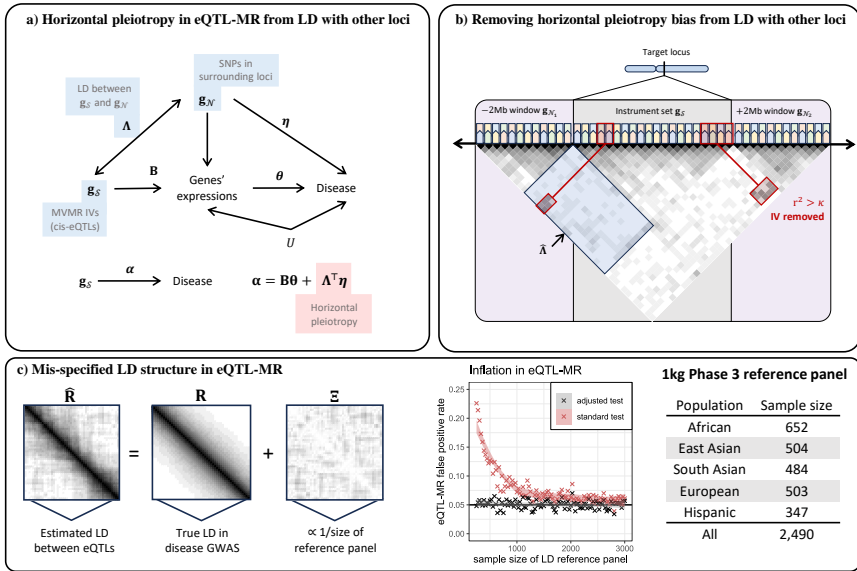 a) Horizontal pleiotropy in eQTL-MR from LD with other loci
SNPs in
surrounding loci
g𝒩
LD between
g𝒮 and g𝒩
Λ
η
g𝒮
B
Genes'
expressions
θ
Disease
MVMR IVs
(cis-eQTLs)
U
g𝒮
α
Disease
α = Bθ + Λ⊤η
Horizontal
pleiotropy
b) Removing horizontal pleiotropy bias from LD with other loci
Target locus
−2Mb window g𝒩₁
Instrument set g𝒮
+2Mb window g𝒩₂
r² > κ
IV removed
Λ̂
c) Mis-specified LD structure in eQTL-MR
R̂
=
R
+
Ξ
Estimated LD
between eQTLs
True LD in
disease GWAS
∝ 1/size of
reference panel
Inflation in eQTL-MR
eQTL-MR false positive rate
0.25
0.20
0.15
0.10
0.05
0.00
adjusted test
standard test
1000
2000
3000
sample size of LD reference panel
1kg Phase 3 reference panel
Population Sample size
African 652
East Asian 504
South Asian 484
European 503
Hispanic 347
All 2,490